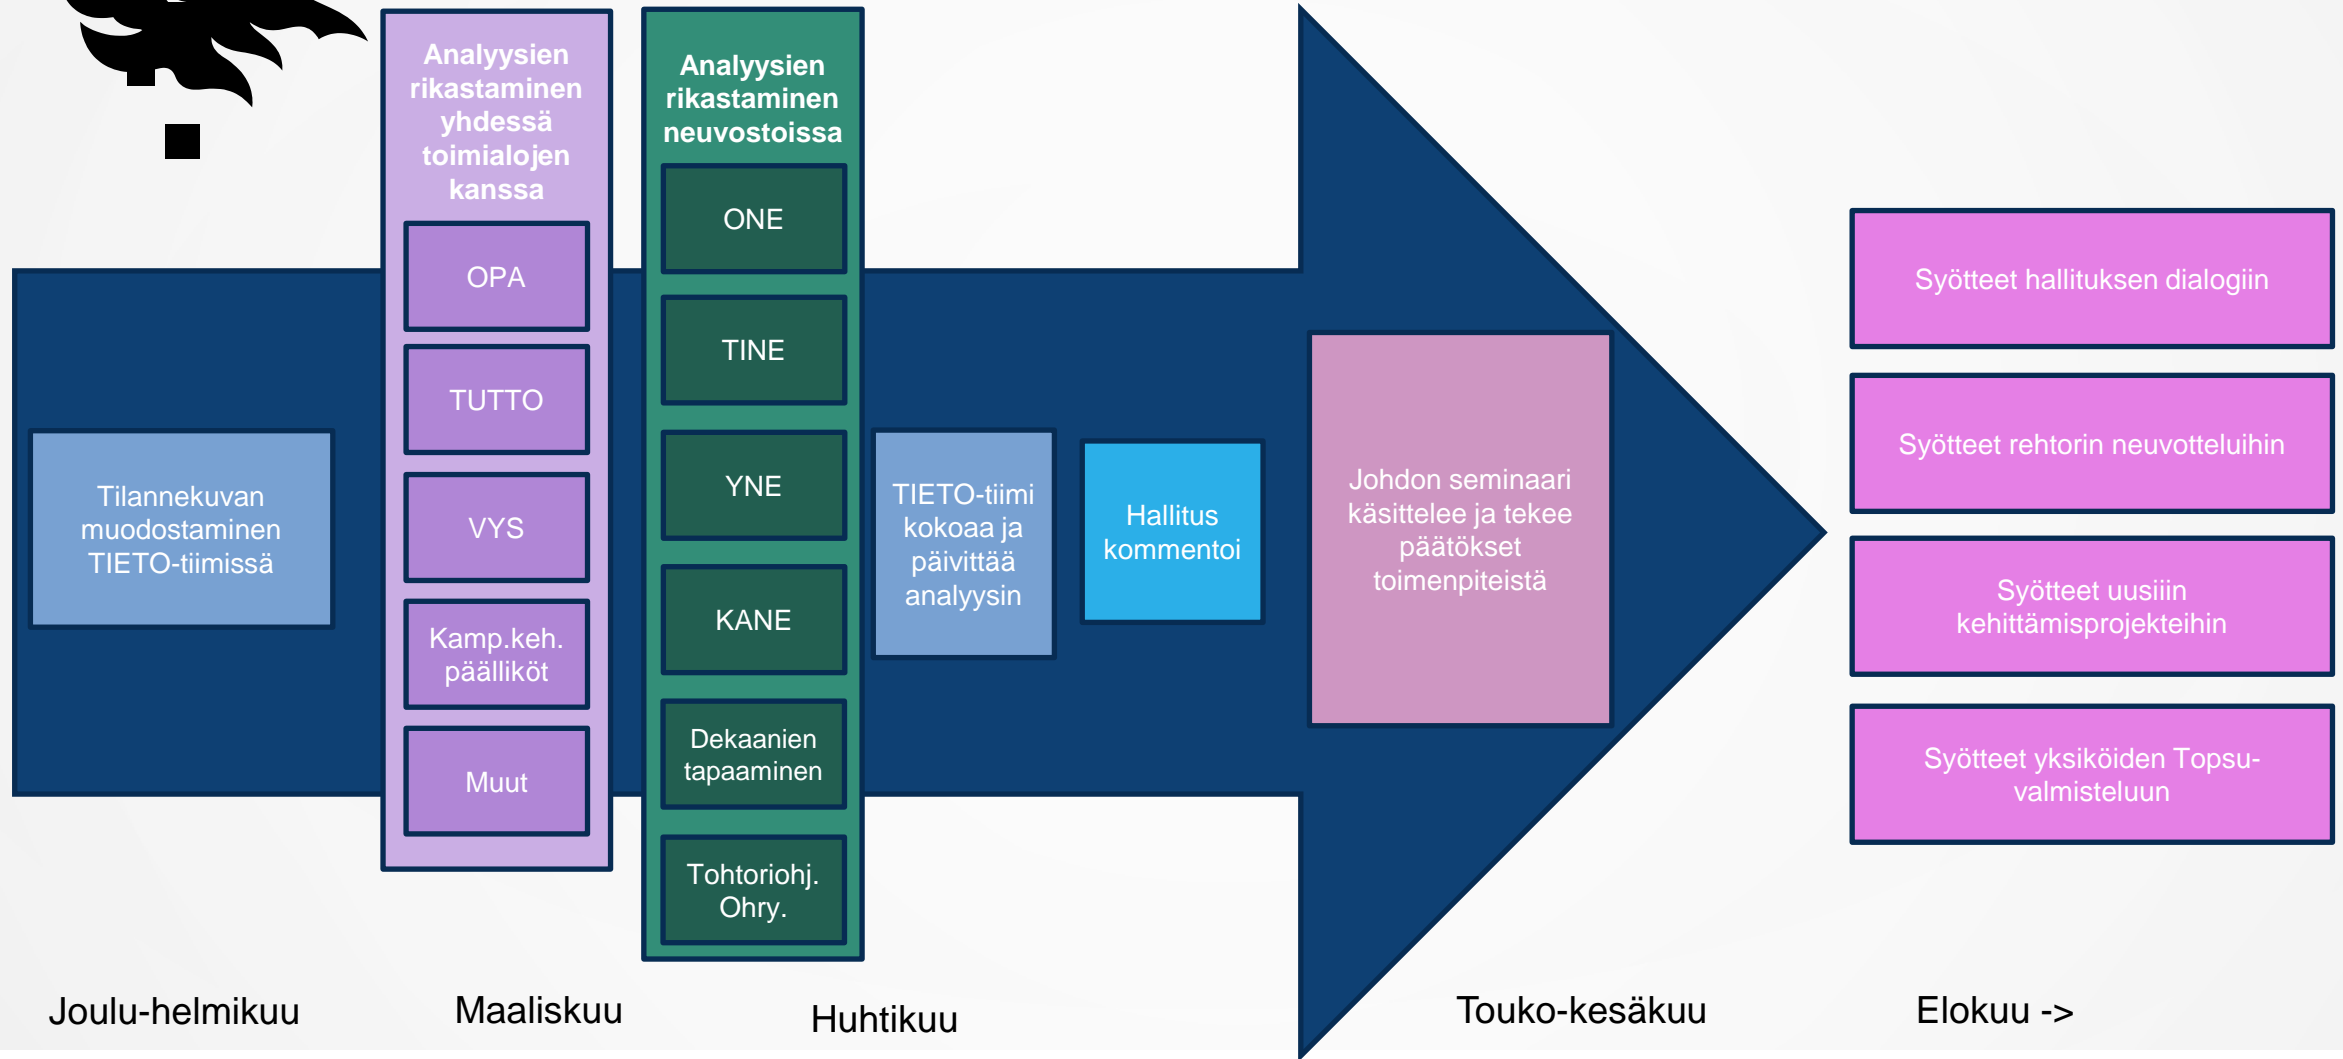 Analyysien
rikastaminen
yhdessä
toimialojen
kanssa
OPA
TUTTO
VYS
Kamp.keh.
päälliköt
Muut
Analyysien
rikastaminen
neuvostoissa
ONE
TINE
YNE
KANE
Dekaanien
tapaaminen
Tohtoriohj.
Ohry.
Tilannekuvan
muodostaminen
TIETO-tiimissä
TIETO-tiimi
kokoaa ja
päivittää
analyysin
Hallitus
kommentoi
Johdon seminaari
käsittelee ja tekee
päätökset
toimenpiteistä
Syötteet hallituksen dialogiin
Syötteet rehtorin neuvotteluihin
Syötteet uusiiin
kehittämisprojekteihin
Syötteet yksiköiden Topsu-
valmisteluun
Joulu-helmikuu
Maaliskuu
Huhtikuu
Touko-kesäkuu
Elokuu ->